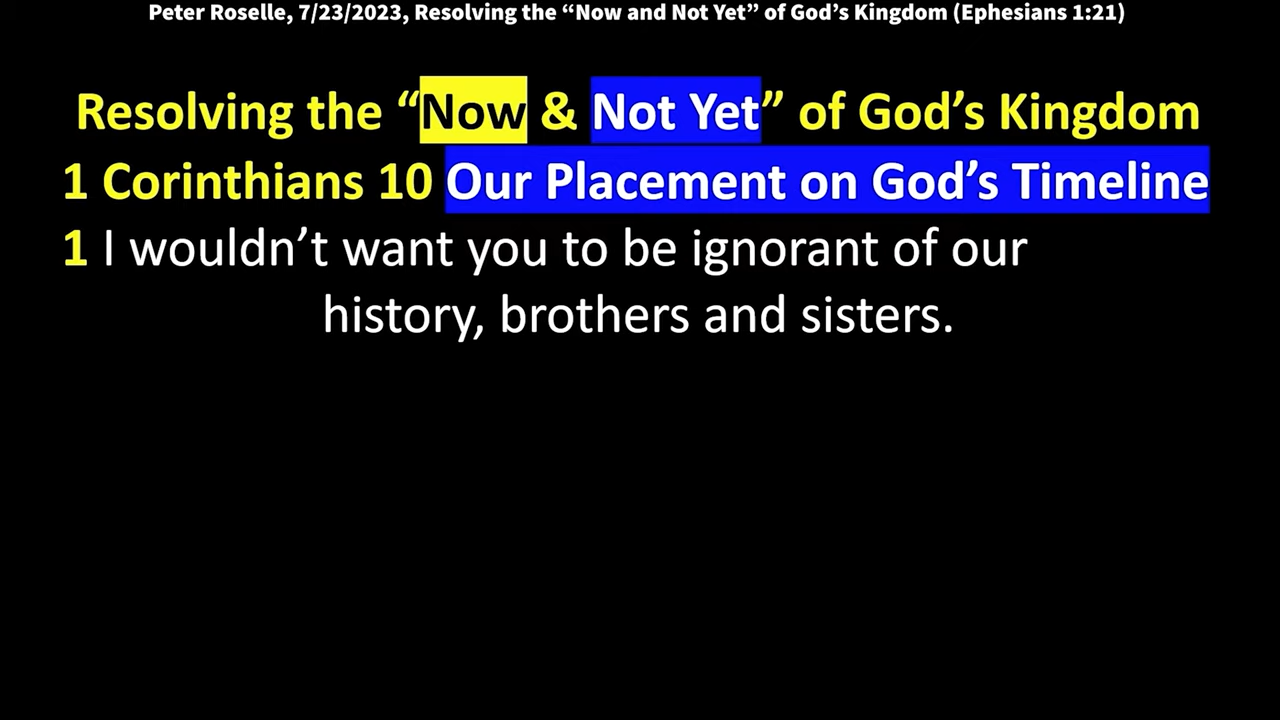 Peter Roselle, 7/23/2023, Resolving the “Now and Not Yet” of God’s Kingdom (Ephesians 1:21)
Resolving the “Now & Not Yet” of God’s Kingdom
1 Corinthians 10 Our Placement on God’s Timeline
1 I wouldn’t want you to be ignorant of our
history, brothers and sisters.